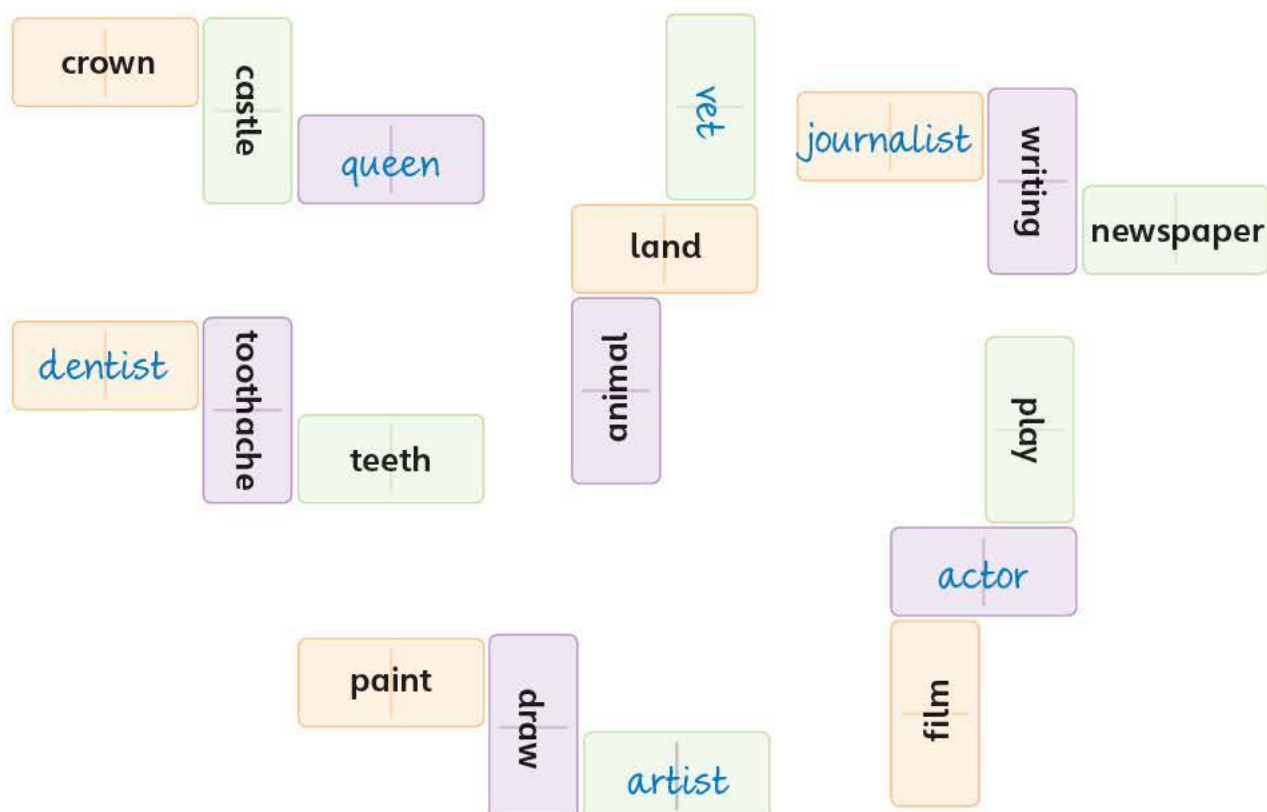 crown
castle
queen
vet
land
animal
journalist
writing
newspaper
dentist
toothache
teeth
play
actor
film
paint
draw
artist